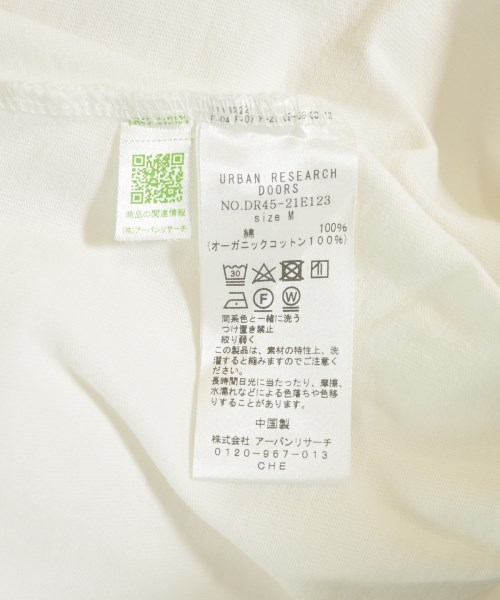 商品の関連情報
(株)アーバンリサーチ
URBAN RESEARCH
DOORS
NO.DR45-21E123
size M
綿 100%
(オーガニックコットン100%)
30
F W
同系色と一緒に洗う
つけ置き禁止
絞り弱く
この製品は、素材の特性上、洗
濯すると縮みますのでご注意く
ださい。
長時間日光に当たったり、摩擦、
水濡れなどによる色落ちや色移
りすることがあります。
中国製
株式会社 アーバンリサーチ
0120-967-013
CHE